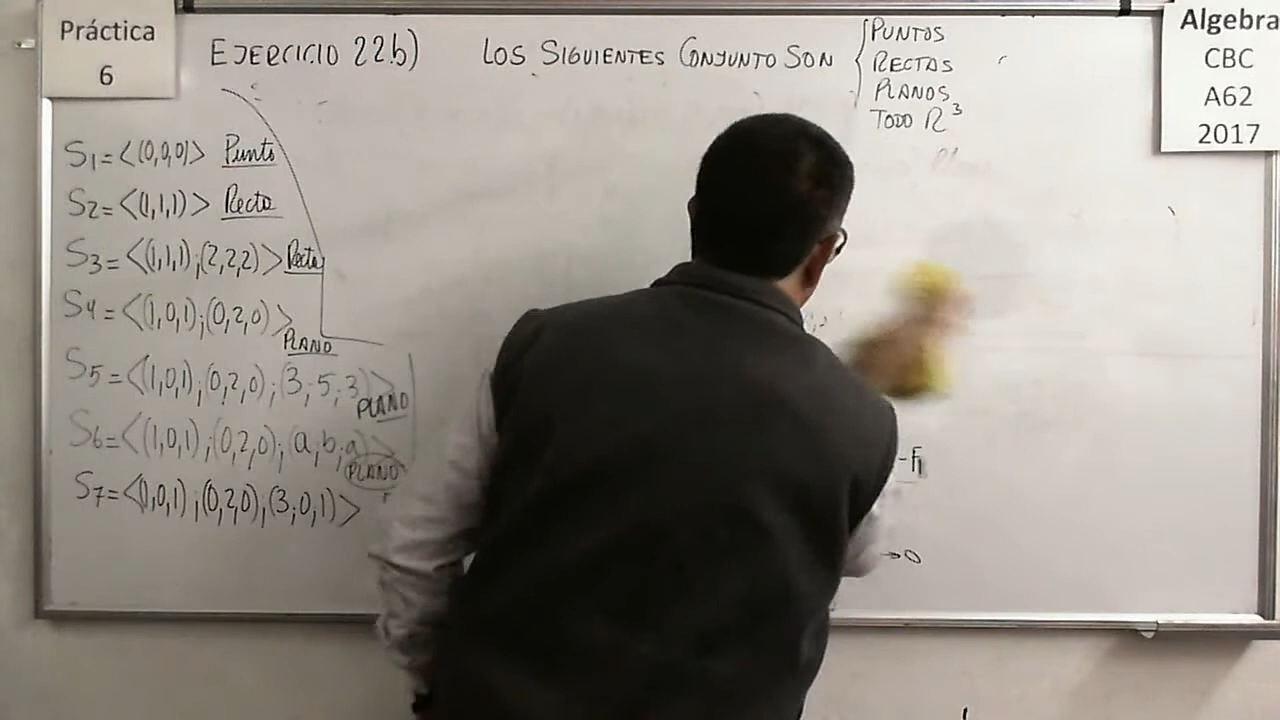 Práctica
6
EJERCICIO 22b)
LOS SIGUIENTES CONJUNTO SON
PUNTOS
RECTAS
PLANOS
TODO R³
Algebra
CBC
A62
2017
S1=<(0,0,0)> Punto
S2=<(1,1,1)> Recta
S3=<(1,1,1);(2,2,2)> Recta
S4=<(1,0,1);(0,2,0)>
PLANO
S5=<(1,0,1);(0,2,0);(3;5;3)>
PLANO
S6=<(1,0,1);(0,2,0);(a;b;a)>
PLANO
S7=<(1,0,1);(0,2,0);(3;0,1)>
-F1
→0